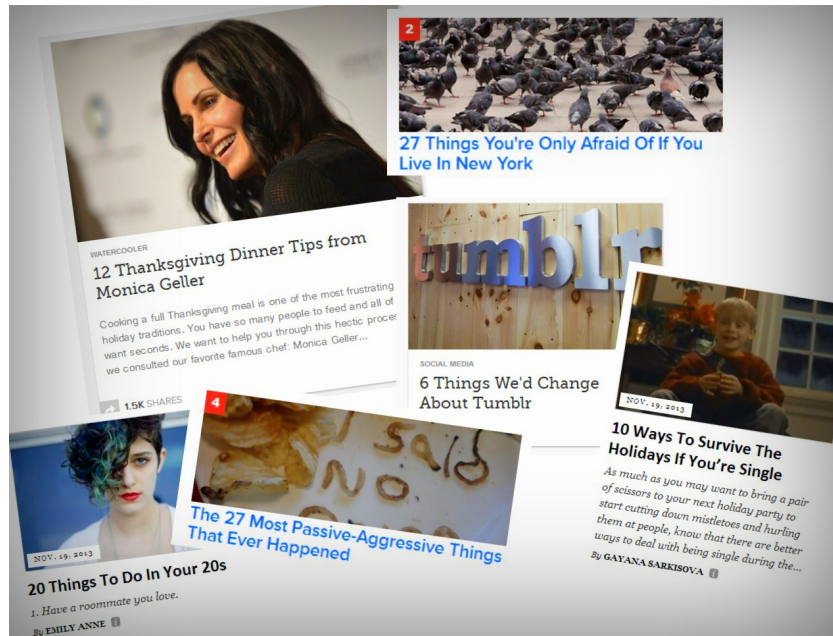 2
27 Things You're Only Afraid Of If You
Live In New York
WATERCOOLER
12 Thanksgiving Dinner Tips from
Monica Geller
Cooking a full Thanksgiving meal is one of the most frustrating
holiday traditions. You have so many people to feed and all of
want seconds. We want to help you through this hectic proces
we consulted our favorite famous chef: Monica Geller...
1.5K SHARES
tumblr
SOCIAL MEDIA
6 Things We'd Change
About Tumblr
NOV. 19, 2013
10 Ways To Survive The
Holidays If You're Single
As much as you may want to bring a pair
of scissors to your next holiday party to
start cutting down mistletoes and hurling
them at people, know that there are better
ways to deal with being single during the...
By GAYANA SARKISOVA
4
I said
NO
The 27 Most Passive-Aggressive Things
That Ever Happened
NOV. 19, 2013
20 Things To Do In Your 20s
1. Have a roommate you love.
By EMILY ANNE